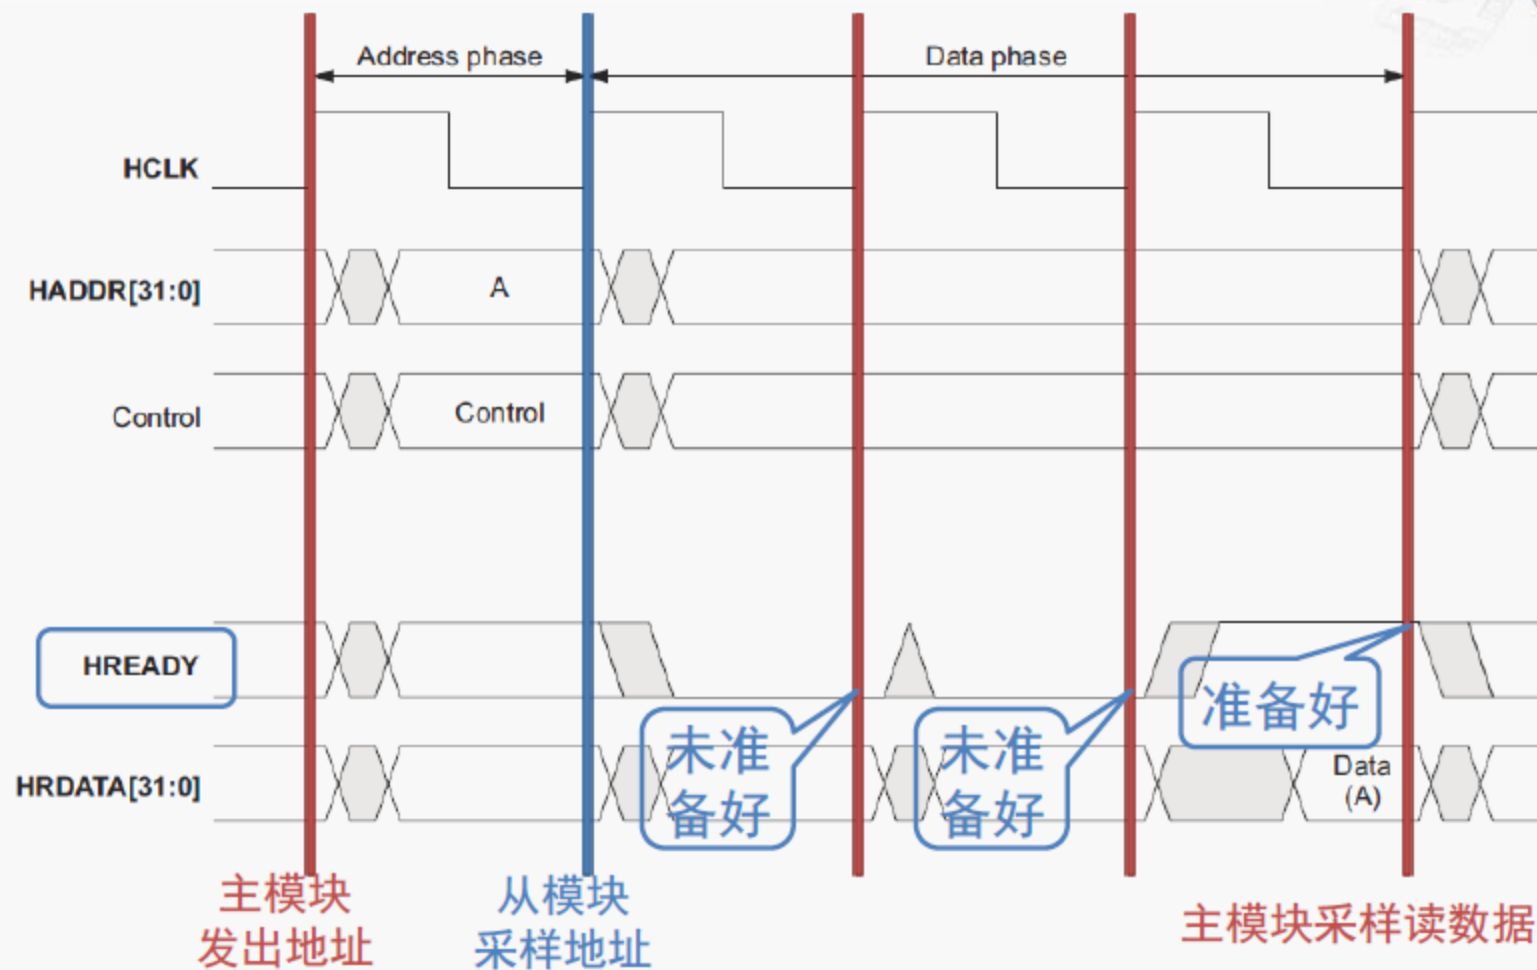 Address phase
Data phase
HCLK
HADDR[31:0]
A
Control
Control
HREADY
准备好
未准
备好
未准
备好
HRDATA[31:0]
Data
(A)
主模块
发出地址
从模块
采样地址
主模块采样读数据